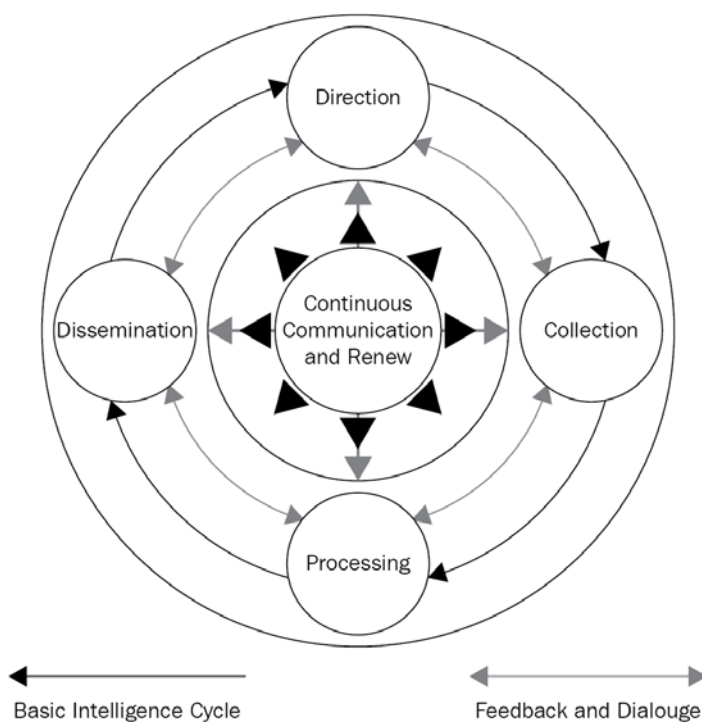 Direction
Dissemination
Continuous
Communication
and Renew
Collection
Processing
Basic Intelligence Cycle
Feedback and Dialouge